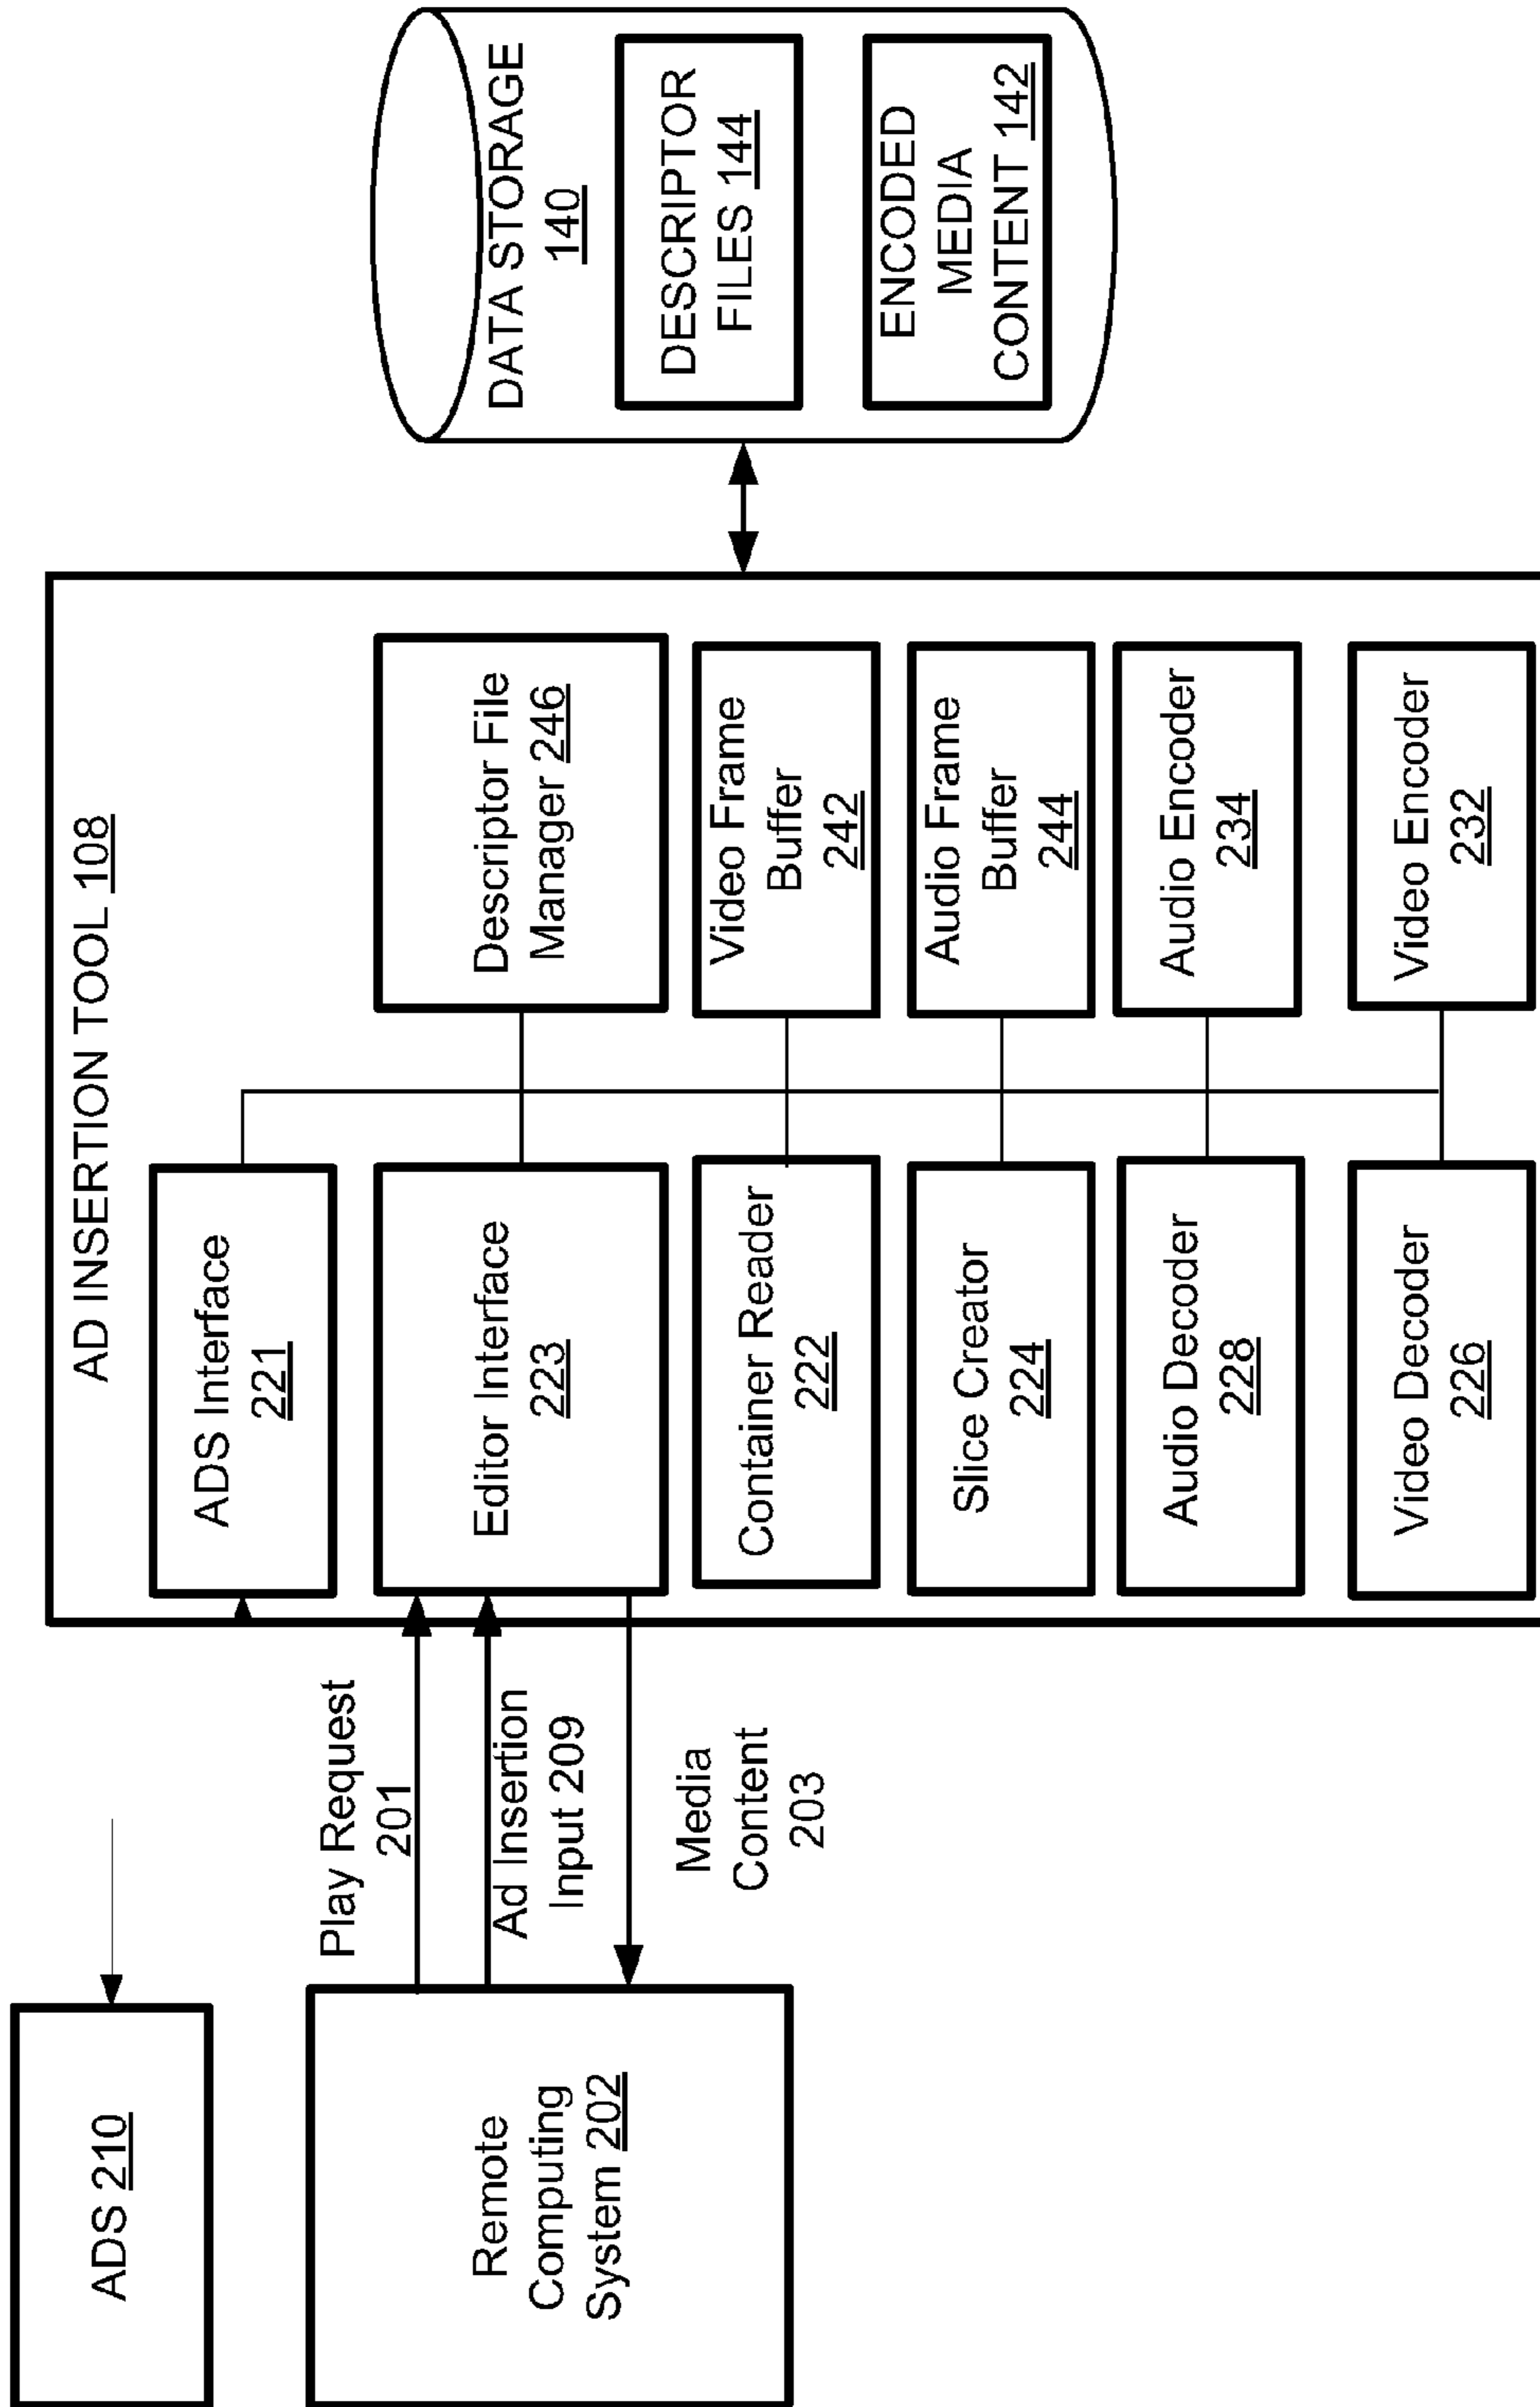 ADS 210
Remote
Computing
System 202
Play Request
201
Ad Insertion
Input 209
Media
Content
203
AD INSERTION TOOL 108
ADS Interface
221
Editor Interface
223
Container Reader
222
Slice Creator
224
Audio Decoder
228
Video Decoder
226
Descriptor File
Manager 246
Video Frame
Buffer
242
Audio Frame
Buffer
244
Audio Encoder
234
Video Encoder
232
DATA STORAGE
140
DESCRIPTOR
FILES 144
ENCODED
MEDIA
CONTENT 142